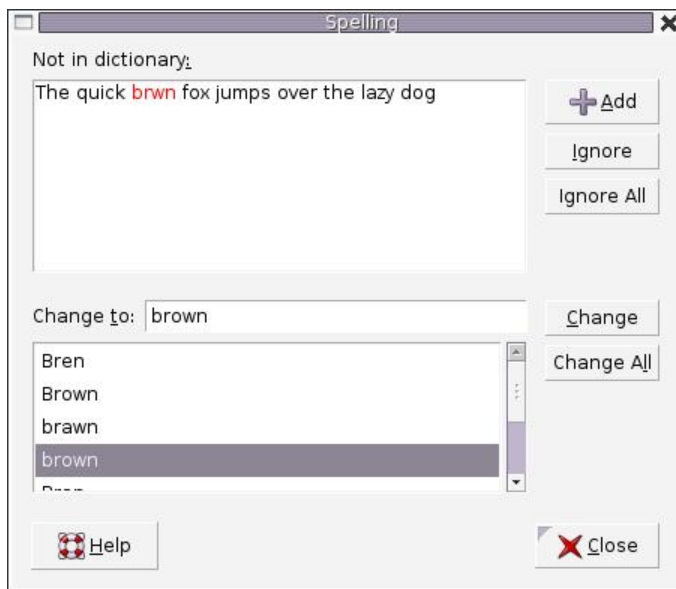 Spelling
Not in dictionary:
The quick brwn fox jumps over the lazy dog
Add
Ignore
Ignore All
Change to: brown
Change
Change All
Bren
Brown
brawn
brown
Help
Close